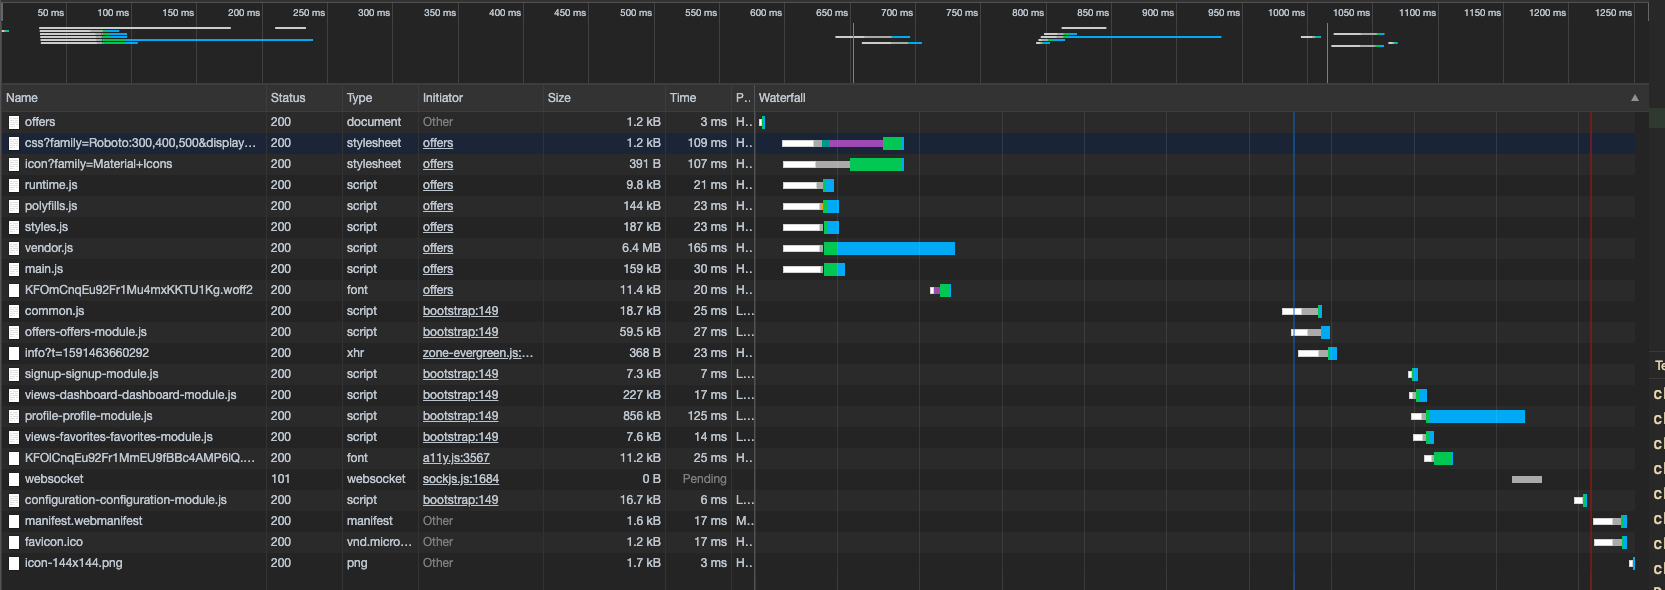 50 ms 100 ms 150 ms 200 ms 250 ms 300 ms 350 ms 400 ms 450 ms 500 ms 550 ms 600 ms 650 ms 700 ms 750 ms 800 ms 850 ms 900 ms 950 ms 1000 ms 1050 ms 1100 ms 1150 ms 1200 ms 1250 ms
Name Status Type Initiator Size Time P... Waterfall
offers 200 document Other 1.2 kB 3 ms H...
css?family=Roboto:300,400,500&display... 200 stylesheet offers 1.2 kB 109 ms H...
icon?family=Material+Icons 200 stylesheet offers 391 B 107 ms H...
runtime.js 200 script offers 9.8 kB 21 ms H...
polyfills.js 200 script offers 144 kB 23 ms H...
styles.js 200 script offers 187 kB 23 ms H...
vendor.js 200 script offers 6.4 MB 165 ms H...
main.js 200 script offers 159 kB 30 ms H...
KFOmCnqEu92Fr1Mu4mxKKTU1Kg.woff2 200 font offers 11.4 kB 20 ms H...
common.js 200 script bootstrap:149 18.7 kB 25 ms L...
offers-offers-module.js 200 script bootstrap:149 59.5 kB 27 ms L...
info?t=1591463660292 200 xhr zone-evergreen.js:... 368 B 23 ms H...
signup-signup-module.js 200 script bootstrap:149 7.3 kB 7 ms L...
views-dashboard-dashboard-module.js 200 script bootstrap:149 227 kB 17 ms L...
profile-profile-module.js 200 script bootstrap:149 856 kB 125 ms L...
views-favorites-favorites-module.js 200 script bootstrap:149 7.6 kB 14 ms L...
KFOlCnqEu92Fr1MmEU9fBBc4AMP6lQ... 200 font a11y.js:3567 11.2 kB 25 ms H...
websocket 101 websocket sockjs.js:1684 0 B Pending
configuration-configuration-module.js 200 script bootstrap:149 16.7 kB 6 ms L...
manifest.webmanifest 200 manifest Other 1.6 kB 17 ms M...
favicon.ico 200 vnd.micro... Other 1.2 kB 17 ms H...
icon-144x144.png 200 png Other 1.7 kB 3 ms H...